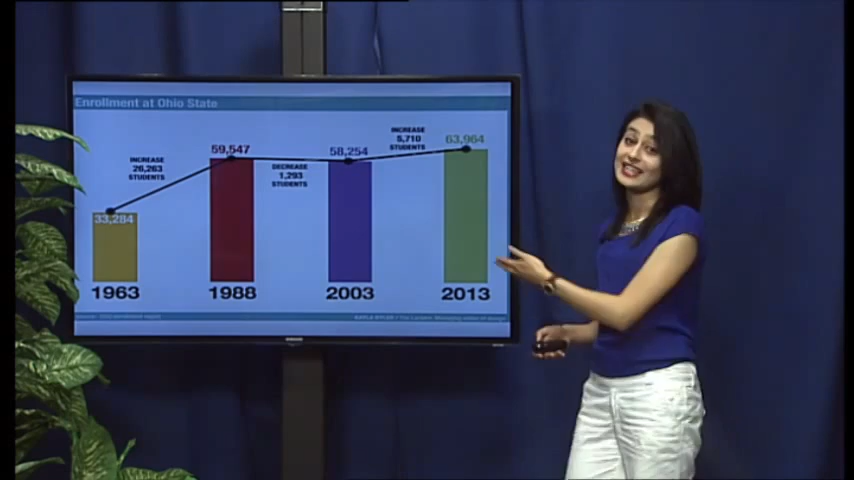 Enrollment at Ohio State
INCREASE
26,263
STUDENTS
59,547
DECREASE
1,293
STUDENTS
58,254
INCREASE
5,710
STUDENTS
63,964
33,284
1963
1988
2003
2013